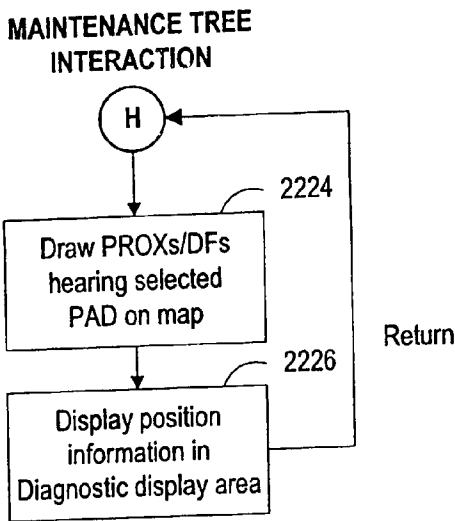 MAINTENANCE TREE
INTERACTION
H
2224
Draw PROXs/DFs
hearing selected
PAD on map
Return
2226
Display position
information in
Diagnostic display area